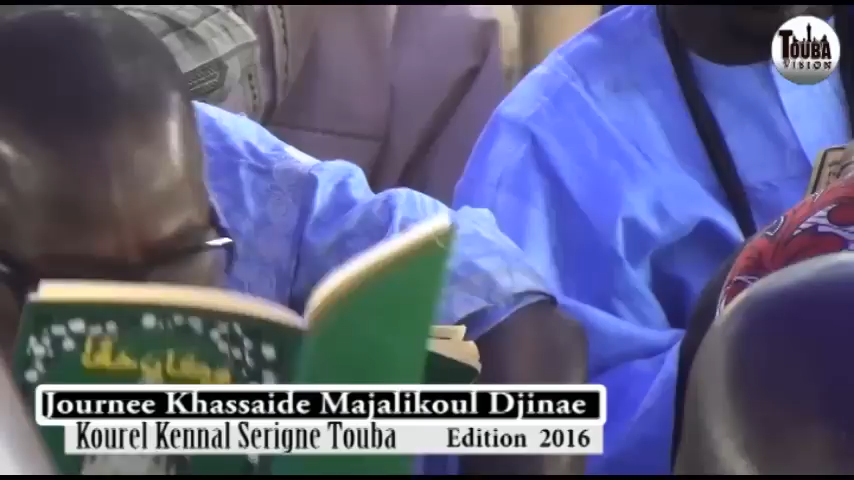 TOUBA
VISION
Journee Khassaide Majalikoul Djinae
Kourel Kennal Serigne Touba Edition 2016